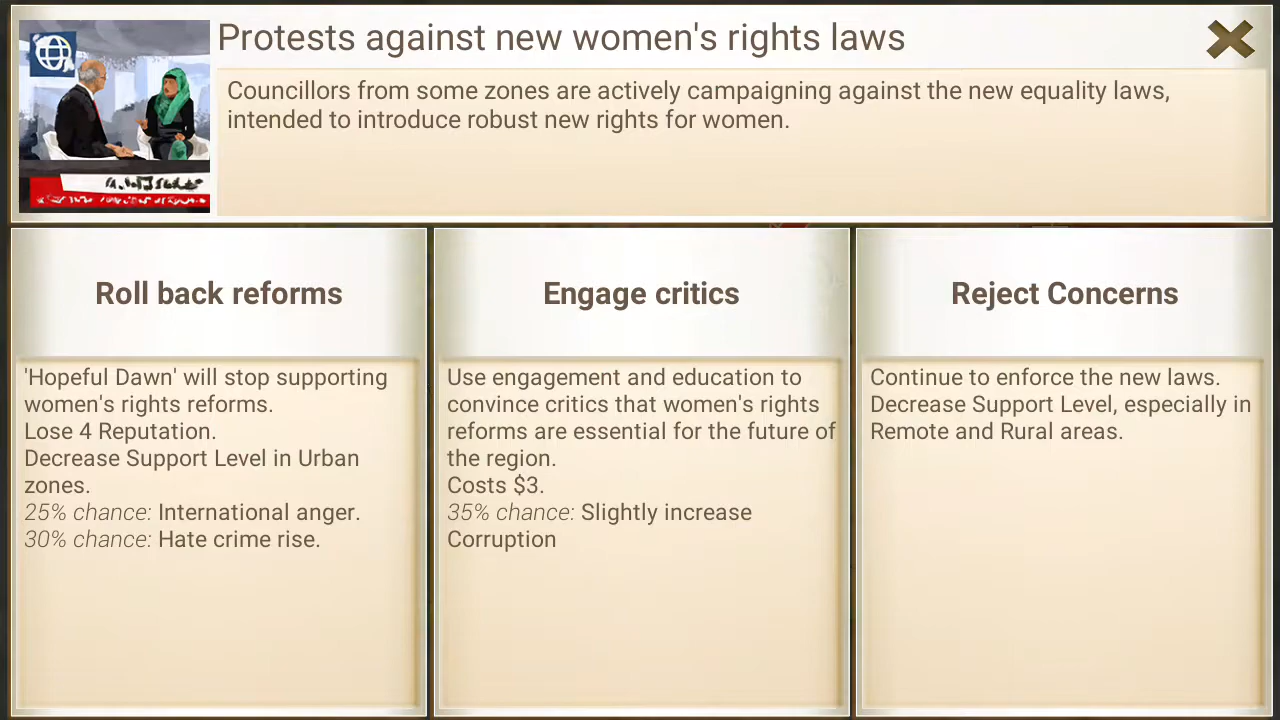 Protests against new women's rights laws
Councillors from some zones are actively campaigning against the new equality laws,
intended to introduce robust new rights for women.
Roll back reforms
'Hopeful Dawn' will stop supporting
women's rights reforms.
Lose 4 Reputation.
Decrease Support Level in Urban
zones.
25% chance: International anger.
30% chance: Hate crime rise.
Engage critics
Use engagement and education to
convince critics that women's rights
reforms are essential for the future of
the region.
Costs $3.
35% chance: Slightly increase
Corruption
Reject Concerns
Continue to enforce the new laws.
Decrease Support Level, especially in
Remote and Rural areas.